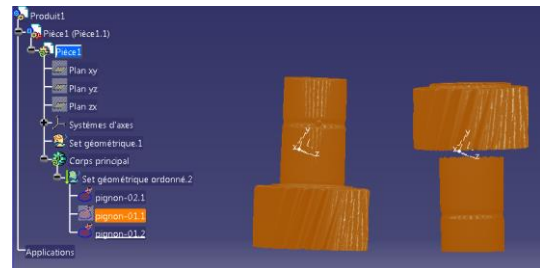 Produit1
Pièce1 (Pièce1.1)
Pièce1
Plan xy
Plan yz
Plan zx
Systèmes d'axes
Set géométrique.1
Corps principal
Set géométrique ordonné.2
pignon-02.1
pignon-01.1
pignon-01.2
Applications